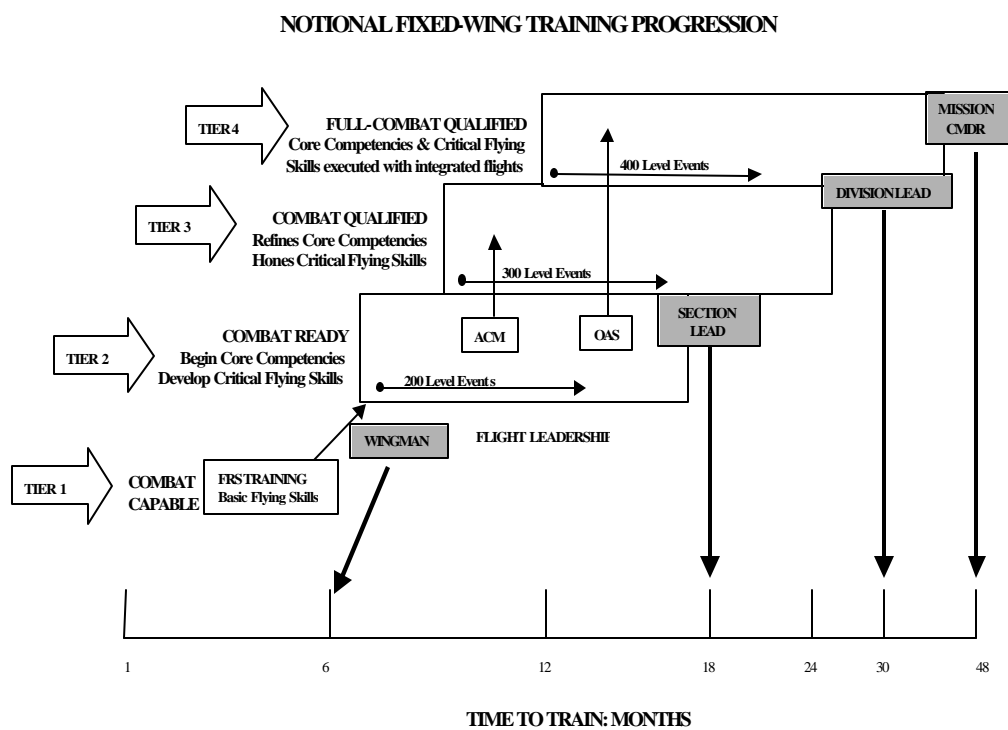 NOTIONAL FIXED-WING TRAINING PROGRESSION
TIER 4
FULL-COMBAT QUALIFIED
Core Competencies & Critical Flying
Skills executed with integrated flights
MISSION
CMDR
400 Level Events
DIVISION LEAD
TIER 3
COMBAT QUALIFIED
Refines Core Competencies
Hones Critical Flying Skills
300 Level Events
SECTION
LEAD
ACM
OAS
TIER 2
COMBAT READY
Begin Core Competencies
Develop Critical Flying Skills
200 Level Events
WINGMAN
FLIGHT LEADERSHIP
TIER 1
COMBAT
CAPABLE
FRS TRAINING
Basic Flying Skills
1 6 12 18 24 30 48
TIME TO TRAIN: MONTHS